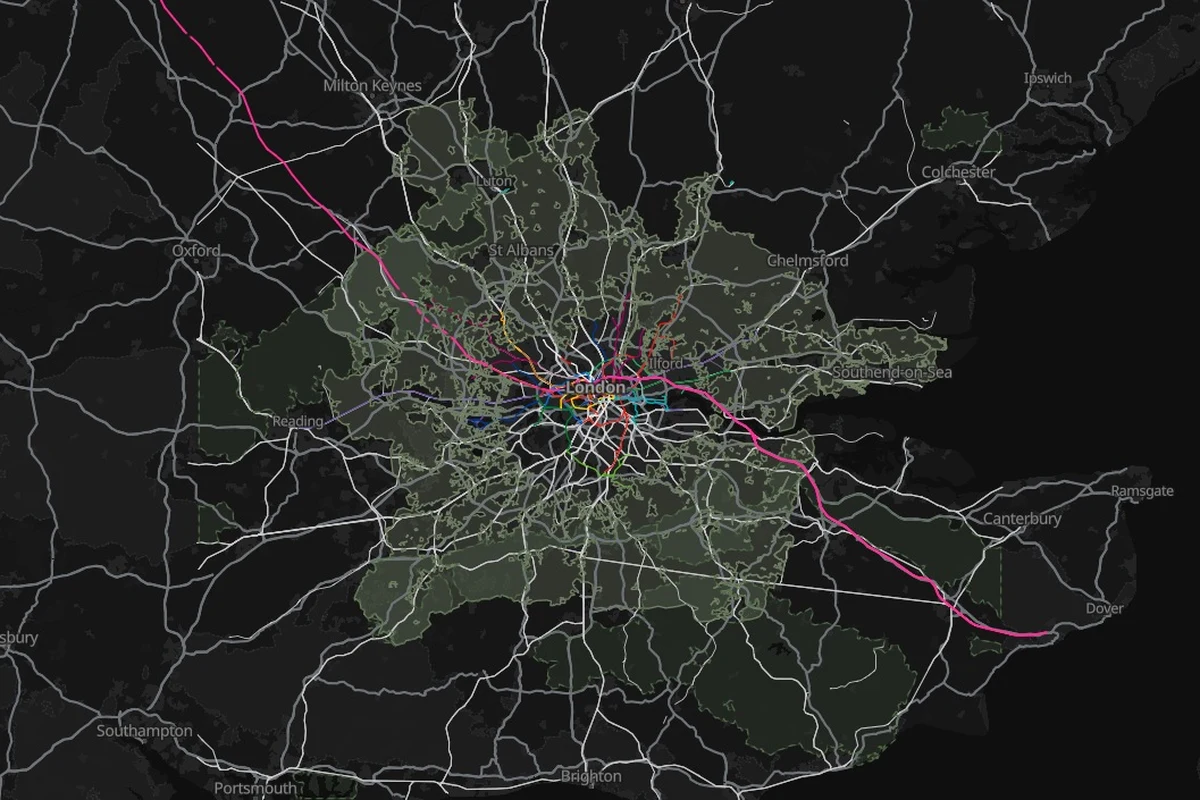 Ipswich
Milton Keynes
Colchester
Luton
Oxford
St Albans
Chelmsford
Ilford
Southend-on-Sea
London
Reading
Ramsgate
Canterbury
Dover
sbury
Southampton
Brighton
Portsmouth